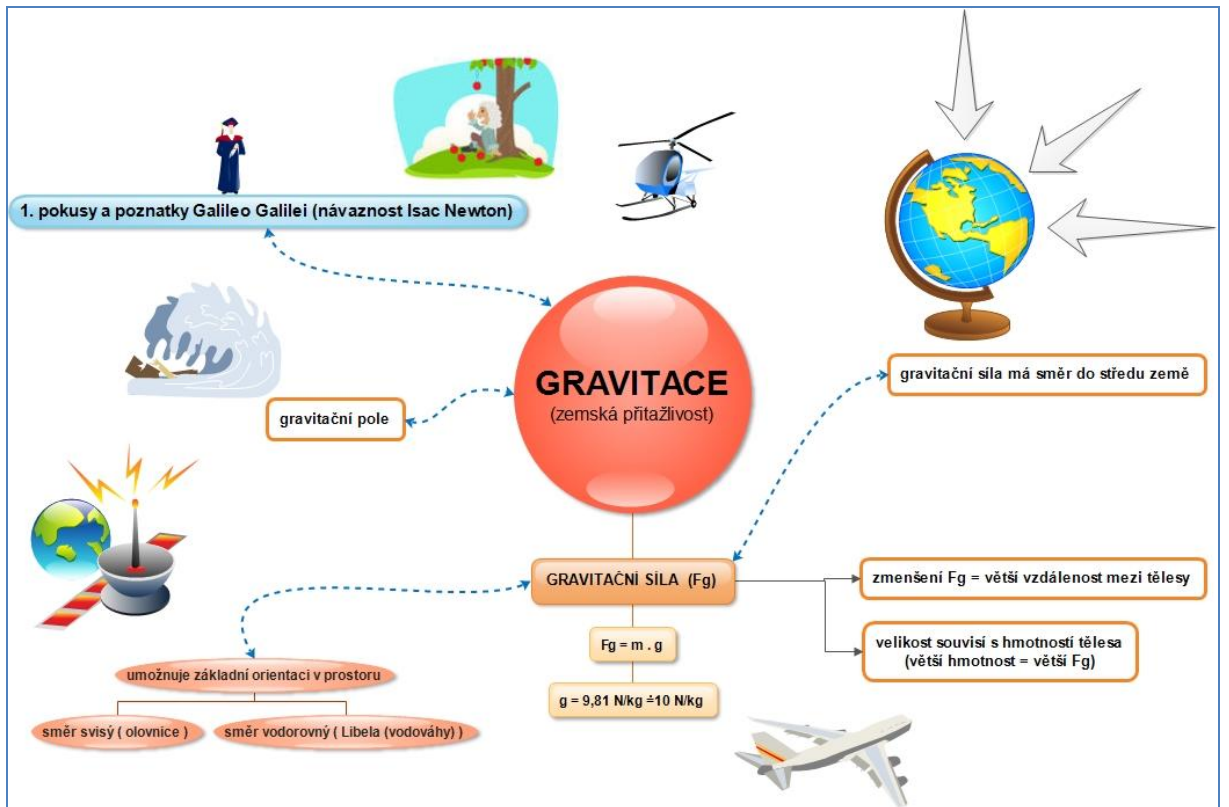 1. pokusy a poznatky Galileo Galilei (návaznost Isac Newton)
GRAVITACE
(zemská přitažlivost)
gravitační síla má směr do středu země
gravitační pole
GRAVITAČNÍ SÍLA (Fg)
zmenšení Fg = větší vzdálenost mezi tělesy
Fg = m . g
velikost souvisí s hmotností tělesa
(větší hmotnost = větší Fg)
umožnuje základní orientaci v prostoru
g = 9,81 N/kg ≐10 N/kg
směr svisý ( olovnice )
směr vodorovný ( Libela (vodováhy) )